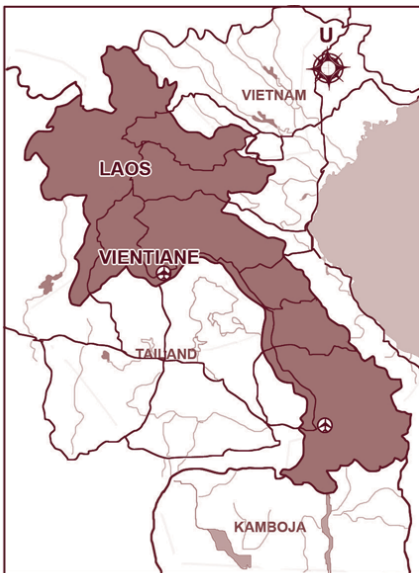 U
VIETNAM
LAOS
VIENTIANE
TAILAND
KAMBOJA